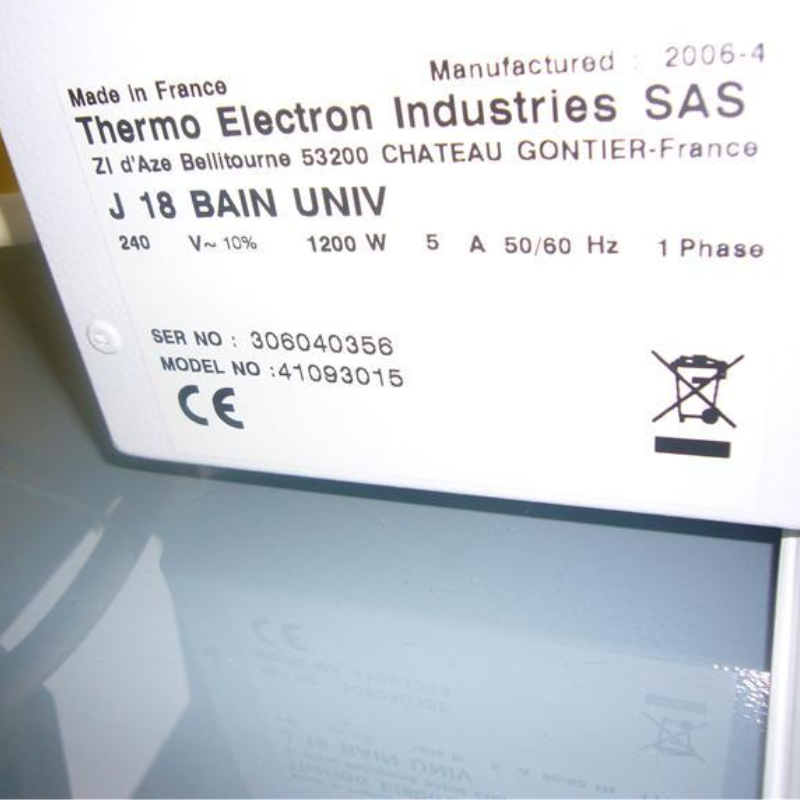 Manufactured : 2006-4
Made in France
Thermo Electron Industries SAS
ZI d'Aze Bellitourne 53200 CHATEAU GONTIER-France
J 18 BAIN UNIV
240 V~ 10% 1200 W 5 A 50/60 Hz 1 Phase
SER NO : 306040356
MODEL NO :41093015
CE